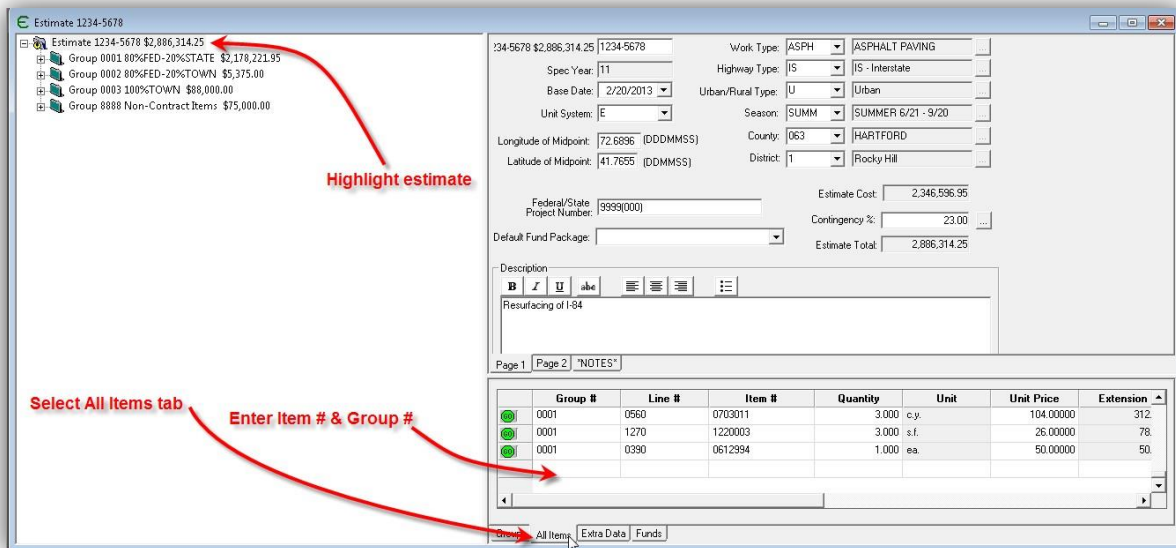 Estimate 1234-5678
Estimate 1234-5678 $2,886,314.25
Group 0001 80%FED-20%STATE $2,178,221.95
Group 0002 80%FED-20%TOWN $5,375.00
Group 0003 100%TOWN $88,000.00
Group 8888 Non-Contract Items $75,000.00
Highlight estimate
Select All Items tab
Enter Item # & Group #
234-5678 $2,886,314.25 1234-5678 Work Type: ASPH ASPHALT PAVING ...
Spec Year: 11 Highway Type: IS IS - Interstate ...
Base Date: 2/20/2013 Urban/Rural Type: U Urban ...
Unit System: E Season: SUMM SUMMER 6/21 - 9/20 ...
Longitude of Midpoint: 72.6896 (DDDMMSS) County: 063 HARTFORD ...
Latitude of Midpoint: 41.7655 (DDMMSS) District: 1 Rocky Hill ...
Estimate Cost: 2,346,596.95
Federal/State
Project Number: 9999(000)
Contingency %: 23.00 ...
Default Fund Package:
Estimate Total: 2,886,314.25
Description
B I U abc
Resurfacing of I-84
Page 1 Page 2 *NOTES*
Group # Line # Item # Quantity Unit Unit Price Extension
GO 0001 0560 0703011 3.000 c.y. 104.00000 312.
GO 0001 1270 1220003 3.000 s.f. 26.00000 78.
GO 0001 0390 0612994 1.000 ea. 50.00000 50.
Group All Items Extra Data Funds